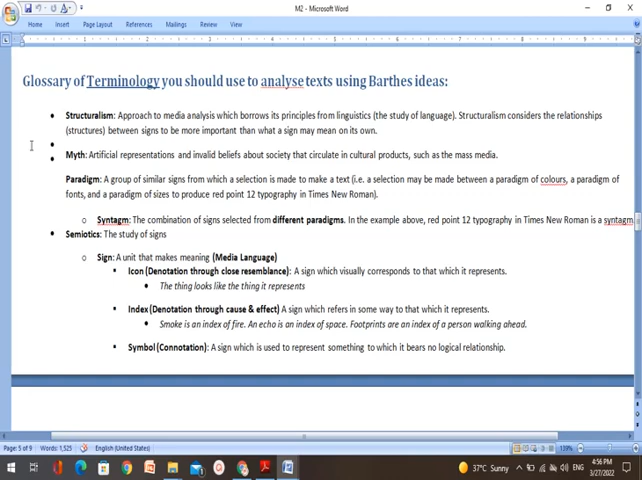 M2 - Microsoft Word
Home Insert Page Layout References Mailings Review View
Glossary of Terminology you should use to analyse texts using Barthes ideas:
• Structuralism: Approach to media analysis which borrows its principles from linguistics (the study of language). Structuralism considers the relationships
(structures) between signs to be more important than what a sign may mean on its own.
•
• Myth: Artificial representations and invalid beliefs about society that circulate in cultural products, such as the mass media.
Paradigm: A group of similar signs from which a selection is made to make a text (i.e. a selection may be made between a paradigm of colours, a paradigm of
fonts, and a paradigm of sizes to produce red point 12 typography in Times New Roman).
o Syntagm: The combination of signs selected from different paradigms. In the example above, red point 12 typography in Times New Roman is a syntagm
• Semiotics: The study of signs
o Sign: A unit that makes meaning (Media Language)
▪ Icon (Denotation through close resemblance): A sign which visually corresponds to that which it represents.
• The thing looks like the thing it represents
▪ Index (Denotation through cause & effect) A sign which refers in some way to that which it represents.
• Smoke is an index of fire. An echo is an index of space. Footprints are an index of a person walking ahead.
▪ Symbol (Connotation): A sign which is used to represent something to which it bears no logical relationship.
Page: 5 of 9 Words: 1,525 English (United States) 139%
37°C Sunny ENG 4:56 PM
3/27/2022